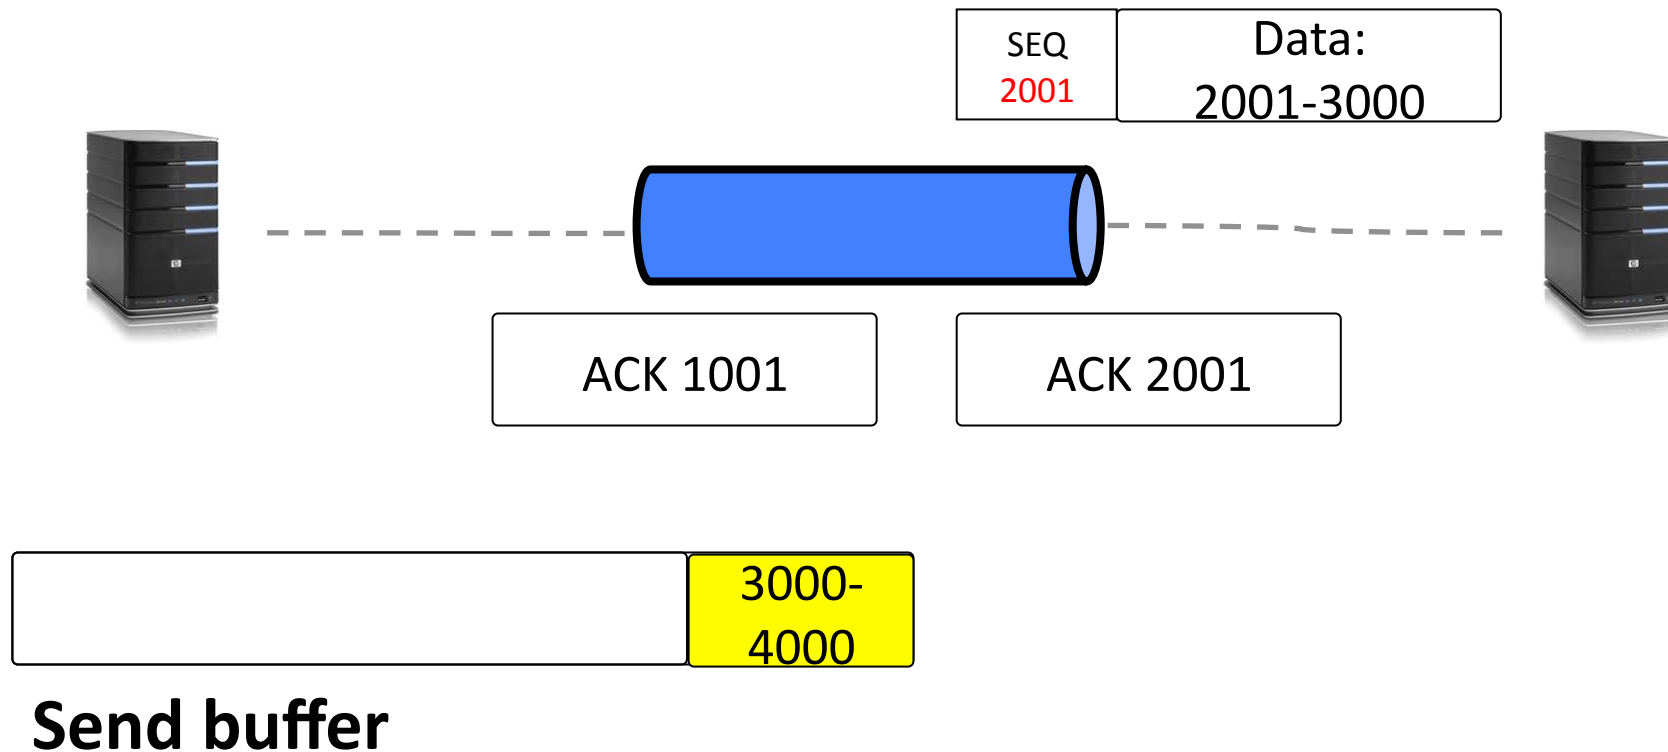 SEQ
2001
Data:
2001-3000
ACK 1001
ACK 2001
3000-
4000
Send buffer